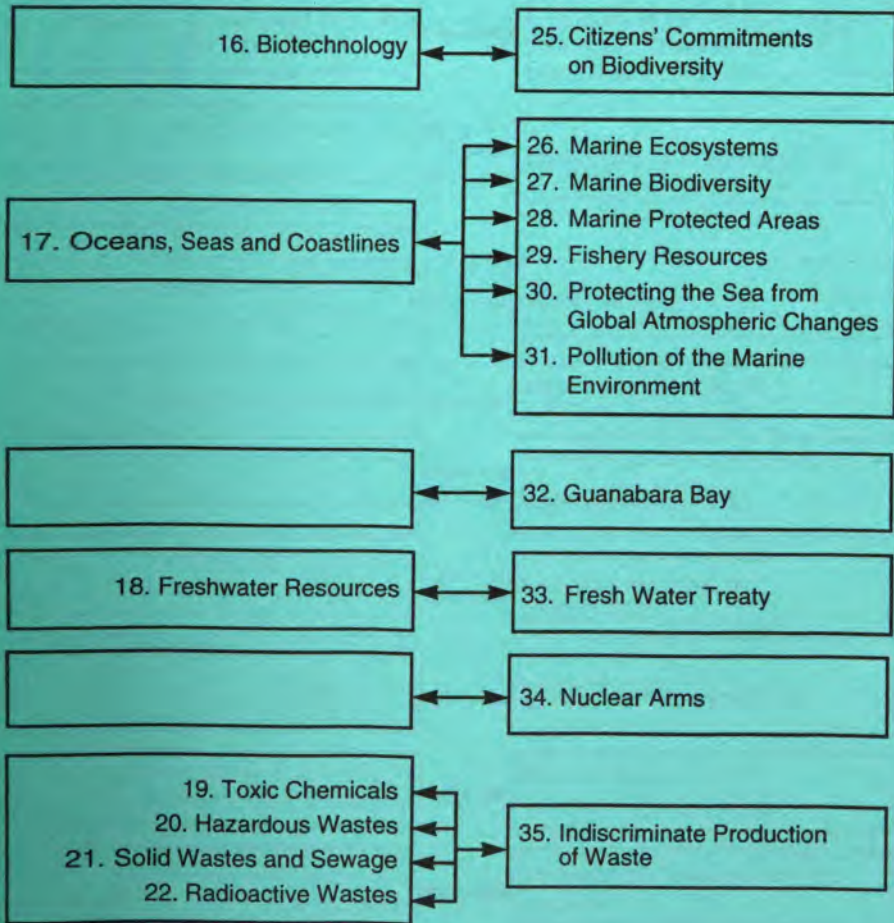 16. Biotechnology
25. Citizens' Commitments
on Biodiversity
17. Oceans, Seas and Coastlines
26. Marine Ecosystems
27. Marine Biodiversity
28. Marine Protected Areas
29. Fishery Resources
30. Protecting the Sea from
Global Atmospheric Changes
31. Pollution of the Marine
Environment
32. Guanabara Bay
18. Freshwater Resources
33. Fresh Water Treaty
34. Nuclear Arms
19. Toxic Chemicals
20. Hazardous Wastes
21. Solid Wastes and Sewage
22. Radioactive Wastes
35. Indiscriminate Production
of Waste